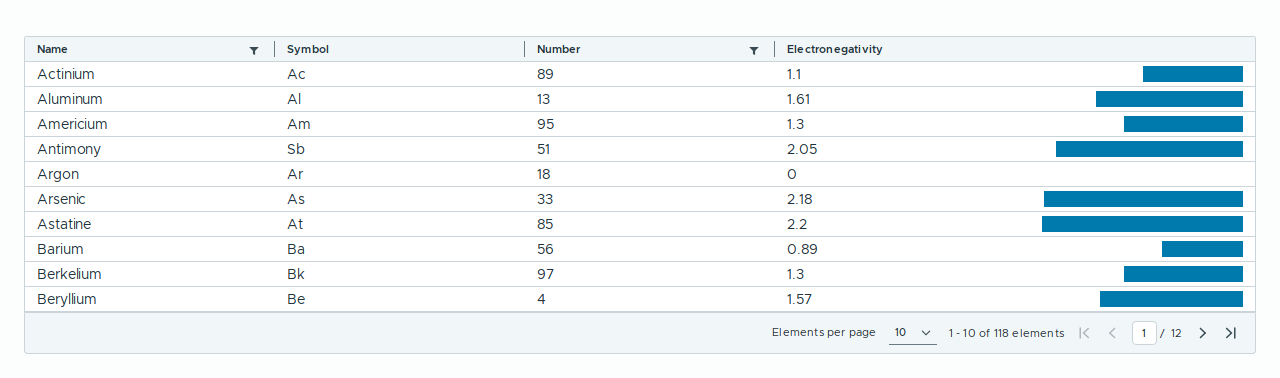 Name Symbol Number Electronegativity
Actinium Ac 89 1.1
Aluminum Al 13 1.61
Americium Am 95 1.3
Antimony Sb 51 2.05
Argon Ar 18 0
Arsenic As 33 2.18
Astatine At 85 2.2
Barium Ba 56 0.89
Berkelium Bk 97 1.3
Beryllium Be 4 1.57
Elements per page 10 1 - 10 of 118 elements 1 / 12